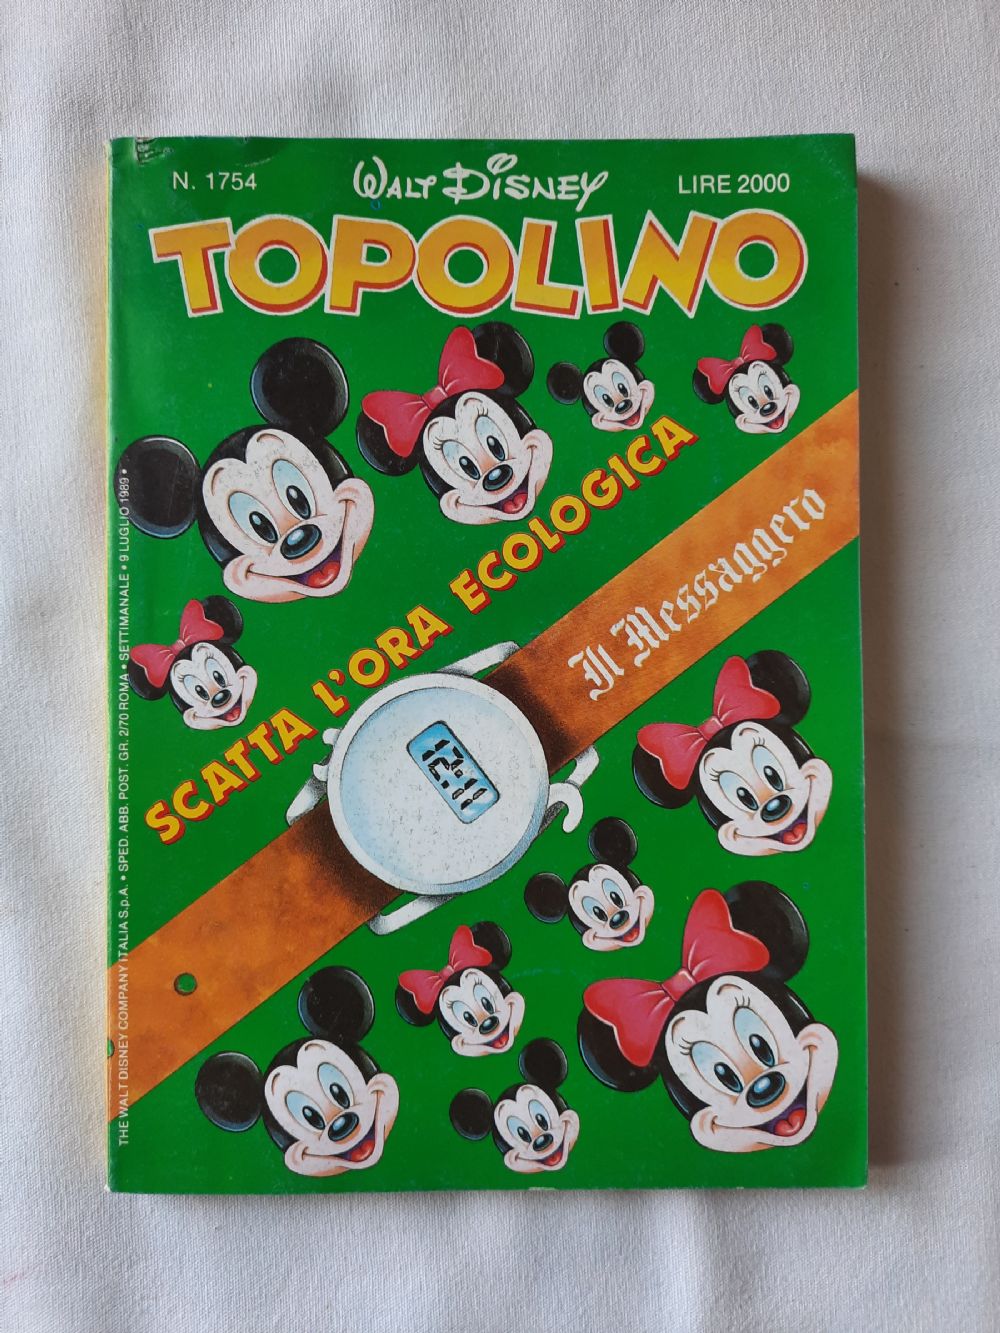 N. 1754
WALT DISNEY
LIRE 2000
TOPOLINO
SCATTA L'ORA ECOLOGICA
Il Messaggero
12:11
THE WALT DISNEY COMPANY ITALIA S.p.A. • SPED. ABB. POST. GR. 2/70 ROMA • SETTIMANALE • 9 LUGLIO 1989 •